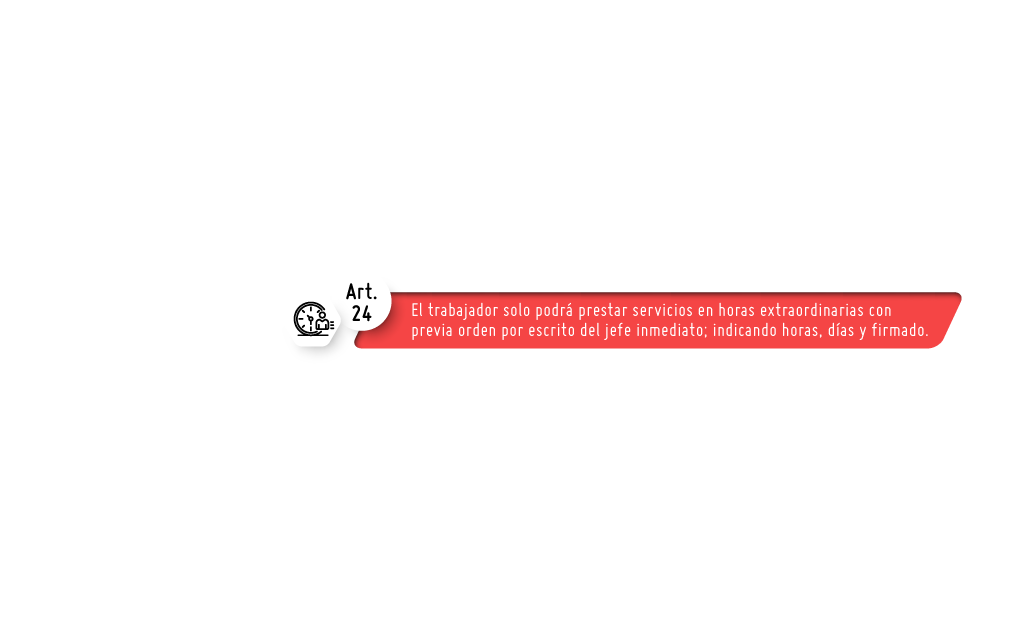 Art.
24
El trabajador solo podrá prestar servicios en horas extraordinarias con
previa orden por escrito del jefe inmediato; indicando horas, días y firmado.